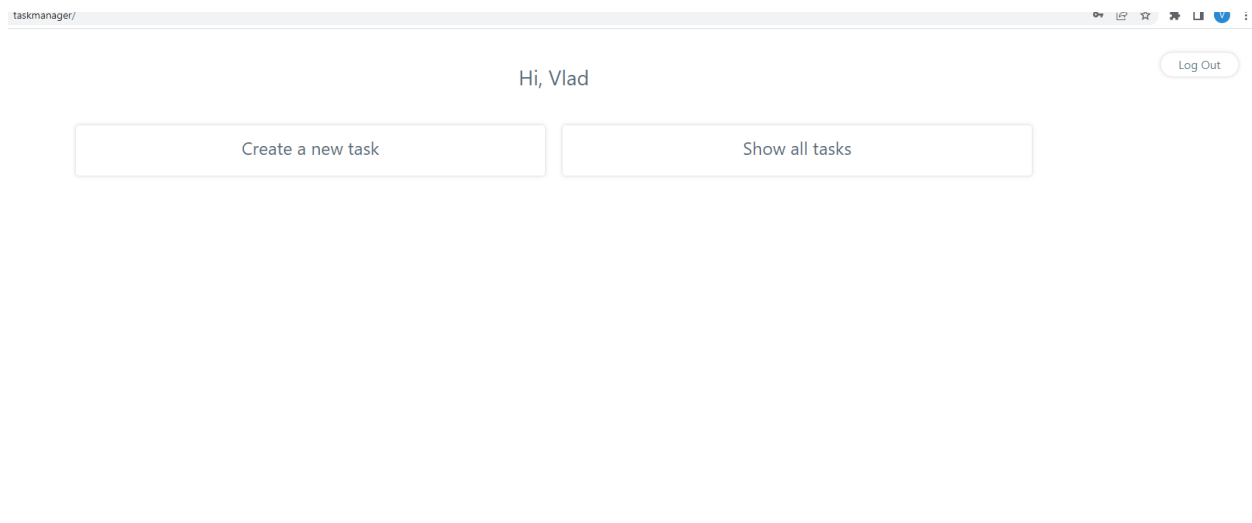 taskmanager/
V
Log Out
Hi, Vlad
Create a new task
Show all tasks